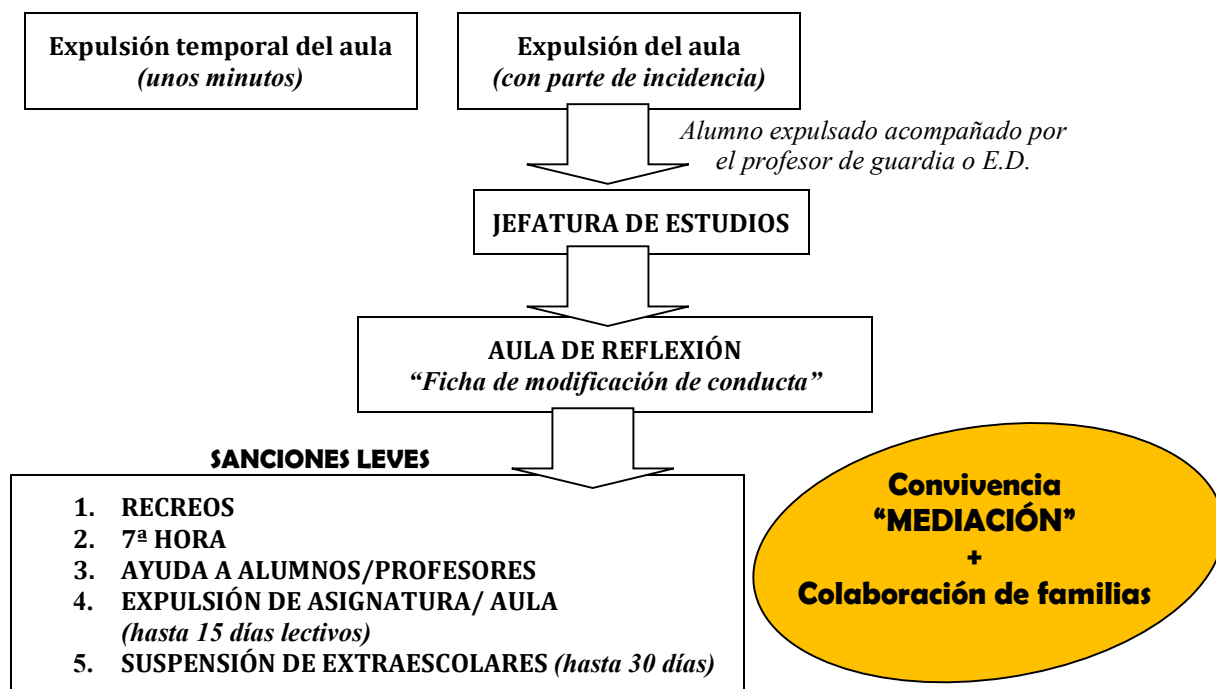 Expulsión temporal del aula
(unos minutos)
Expulsión del aula
(con parte de incidencia)
Alumno expulsado acompañado por
el profesor de guardia o E.D.
JEFATURA DE ESTUDIOS
AULA DE REFLEXIÓN
“Ficha de modificación de conducta”
SANCIONES LEVES
1. RECREOS
2. 7ª HORA
3. AYUDA A ALUMNOS/PROFESORES
4. EXPULSIÓN DE ASIGNATURA/ AULA
(hasta 15 días lectivos)
5. SUSPENSIÓN DE EXTRAESCOLARES (hasta 30 días)
Convivencia
“MEDIACIÓN”
+
Colaboración de familias